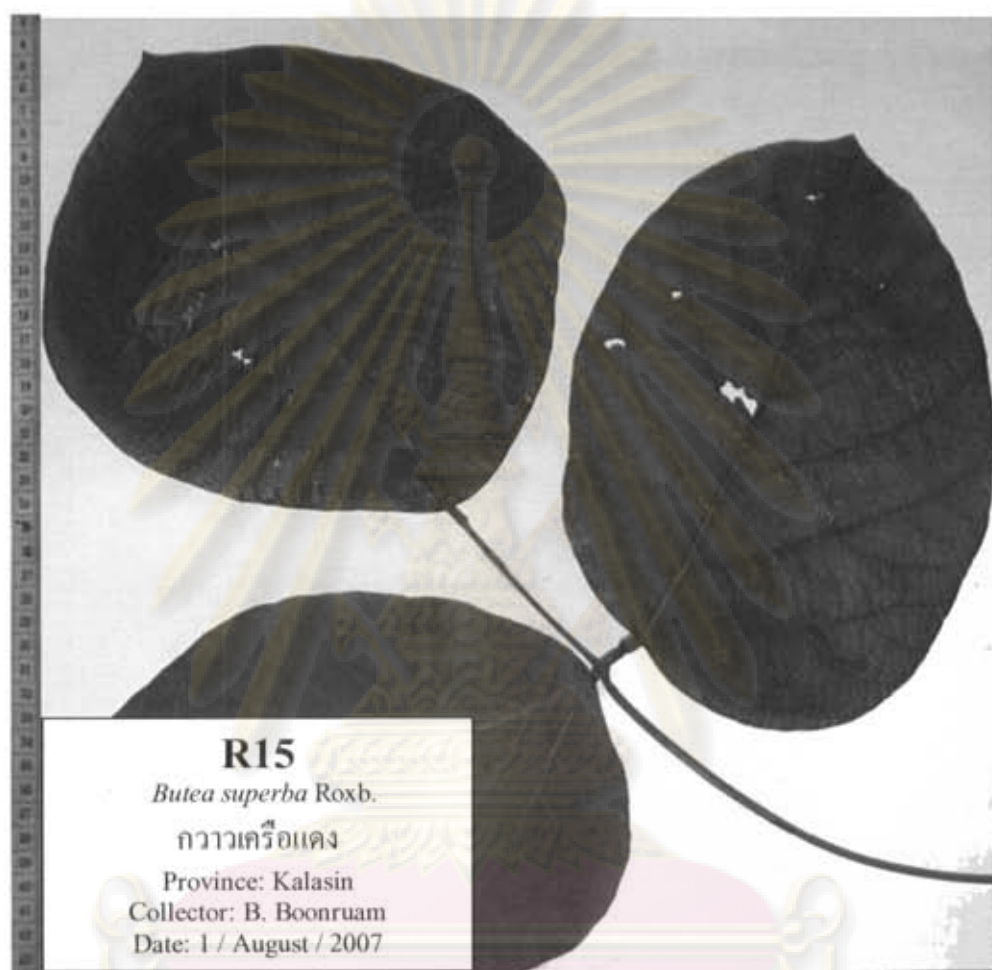 R15
Butea superba Roxb.
กวาวเครือแดง
Province: Kalasin
Collector: B. Boonruam
Date: 1 / August / 2007